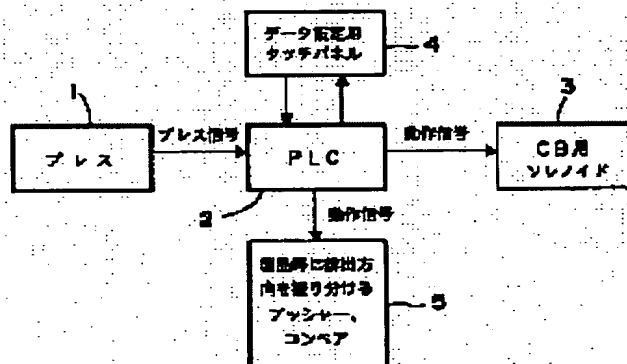 データ設定用
タッチパネル
4
1
3
プレス信号
動作信号
プレス
PLC
CB用
ソレノイド
2
動作信号
に排出方
向を振り分ける
プッシャー、
コンベア
5